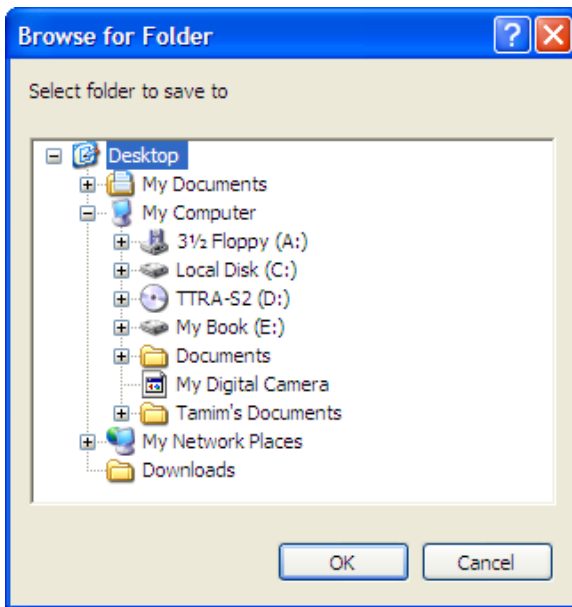 Browse for Folder
Select folder to save to
Desktop
My Documents
My Computer
3½ Floppy (A:)
Local Disk (C:)
TTRA-S2 (D:)
My Book (E:)
Documents
My Digital Camera
Tamim's Documents
My Network Places
Downloads
OK Cancel